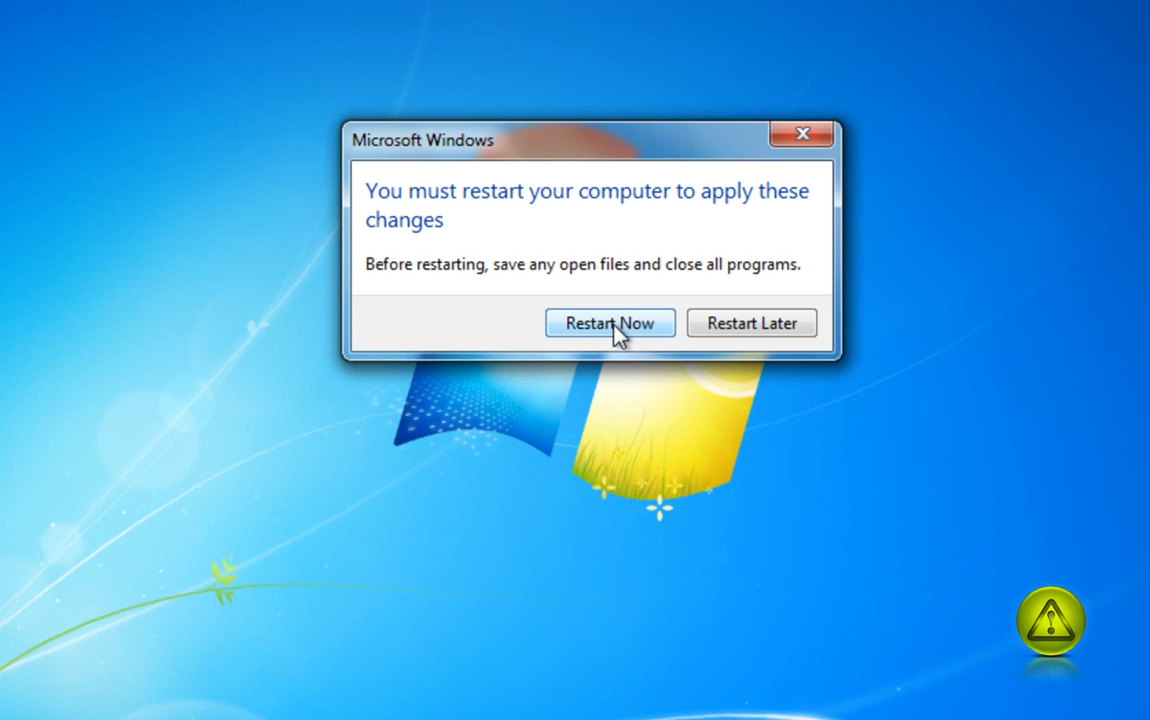 Microsoft Windows
You must restart your computer to apply these
changes
Before restarting, save any open files and close all programs.
Restart Now
Restart Later